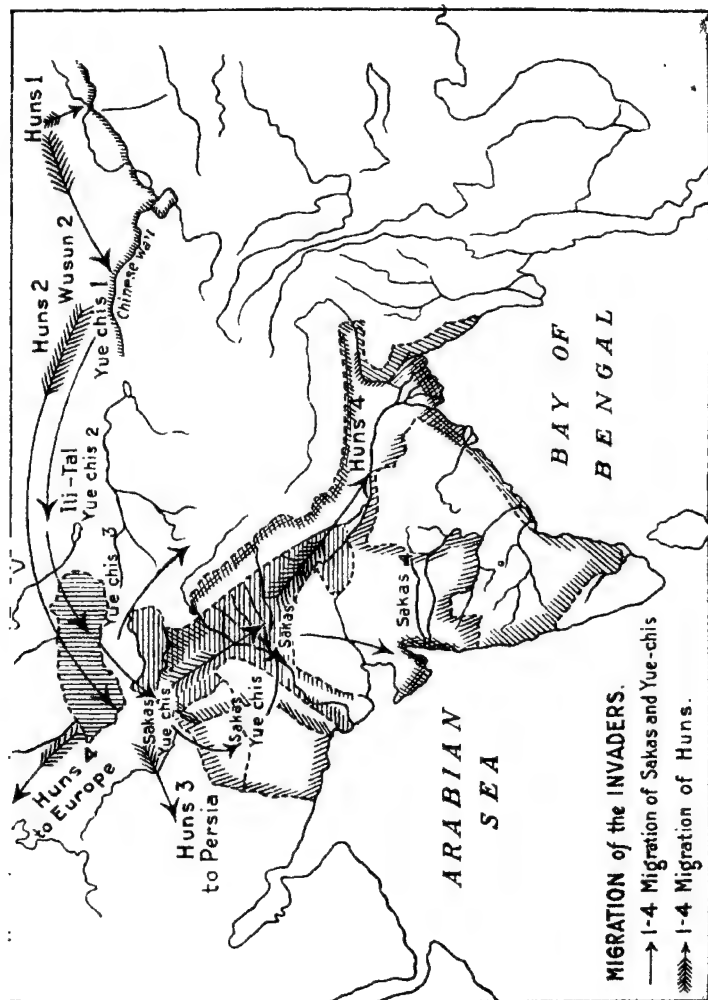 Huns 1
Huns 2
Wusun 2
Yue chis 1
Chinese Wall
Ili-Tal
Yue chis 2
Yue chis 3
Huns 4
to Europe
Sakas
Yue chis
Sakas
Yue chis
Sakas
Huns 3
to Persia
Huns 4
Sakas 4
ARABIAN
SEA
BAY OF
BENGAL
MIGRATION of the INVADERS.
1-4 Migration of Sakas and Yue-chis
1-4 Migration of Huns.